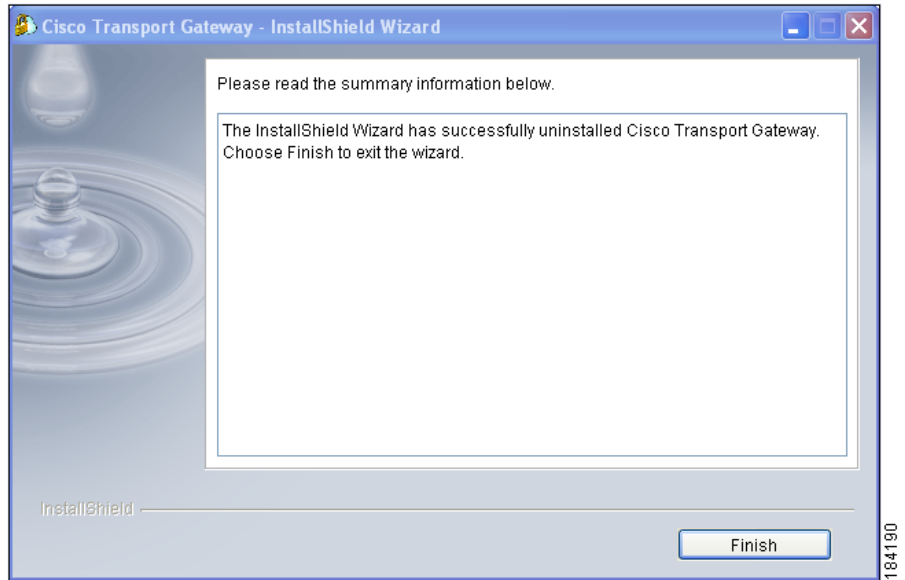 Cisco Transport Gateway - InstallShield Wizard
Please read the summary information below.
The InstallShield Wizard has successfully uninstalled Cisco Transport Gateway.
Choose Finish to exit the wizard.
InstallShield
Finish
184190